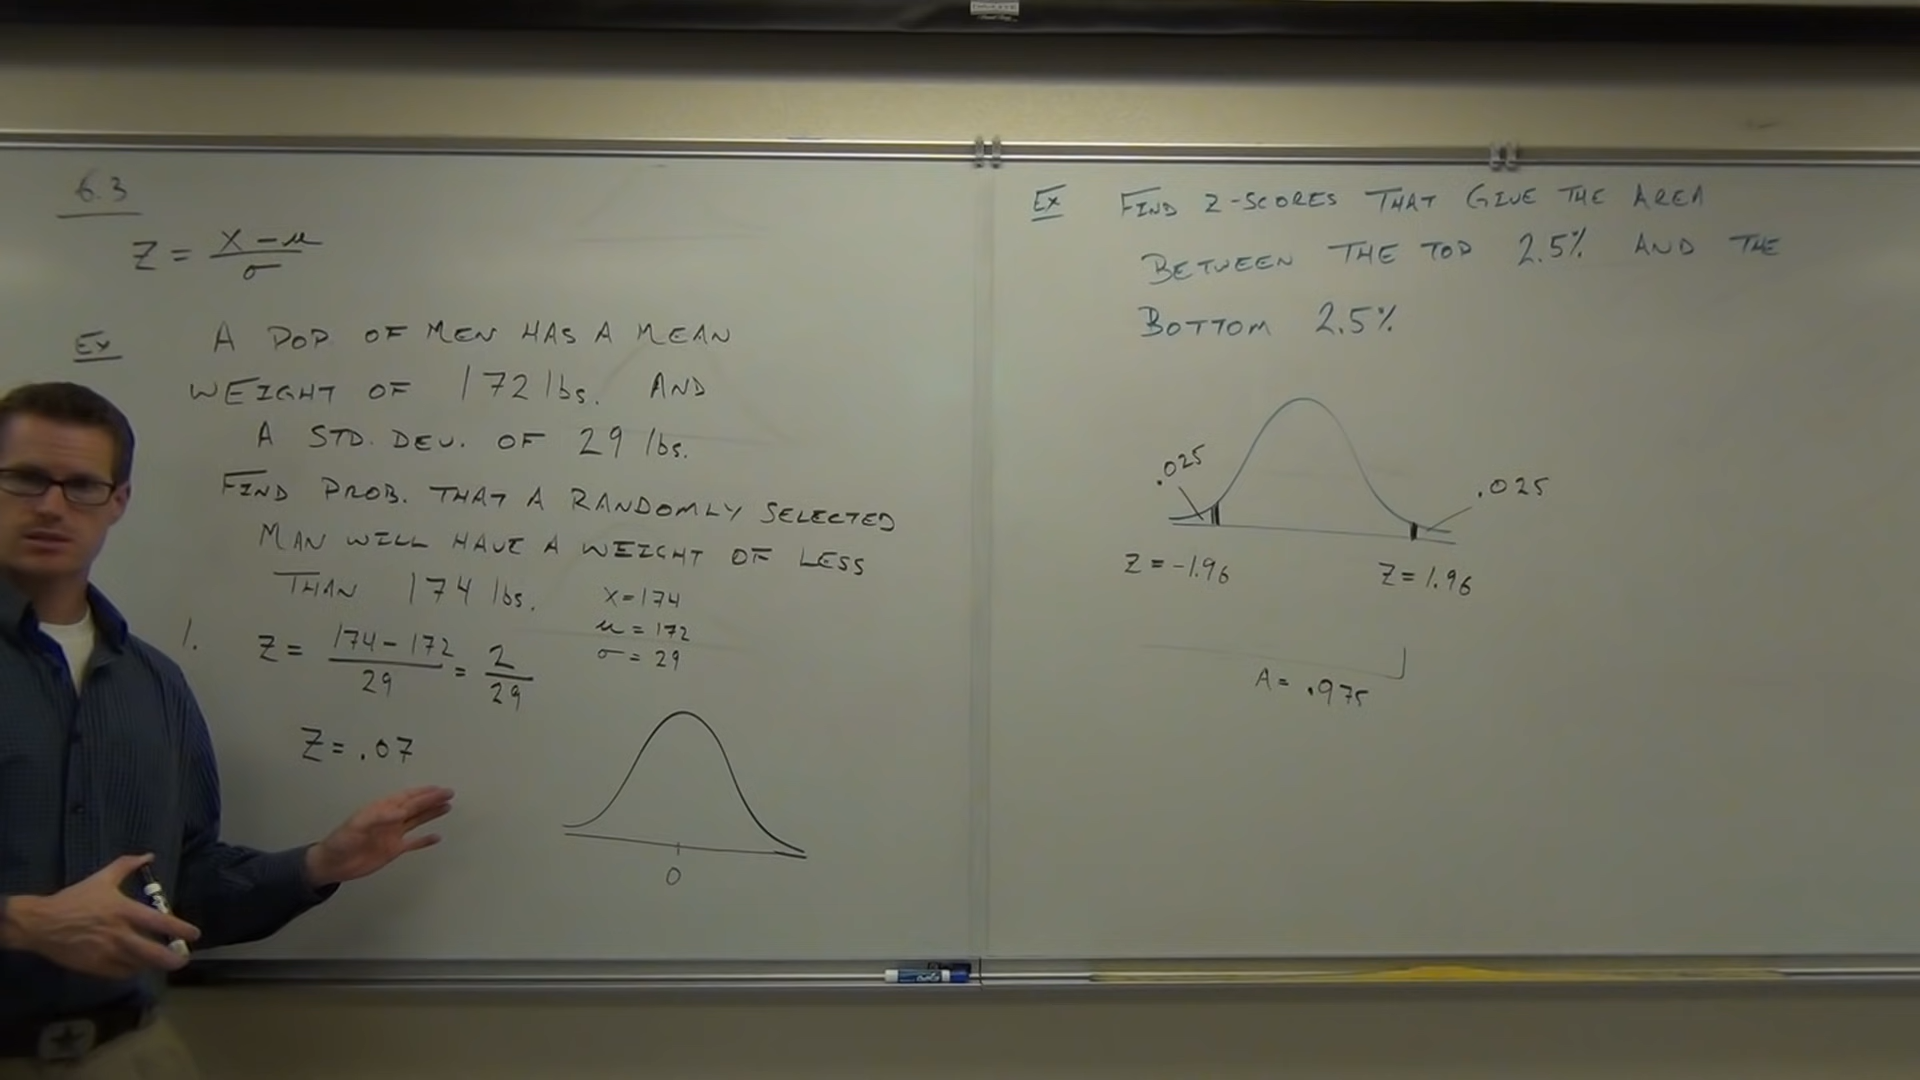 6.3
Z = X - μ / σ
Ex A POP OF MEN HAS A MEAN
WEIGHT OF 172 lbs. AND
A STD. DEV. OF 29 lbs.
FIND PROB. THAT A RANDOMLY SELECTED
MAN WILL HAVE A WEIGHT OF LESS
THAN 174 lbs.
X = 174
μ = 172
σ = 29
1. Z = 174 - 172 / 29 = 2 / 29
Z = .07
0
Ex FIND Z-SCORES THAT GIVE THE AREA
BETWEEN THE TOP 2.5% AND THE
BOTTOM 2.5%
.025
.025
Z = -1.96
Z = 1.96
A = .975